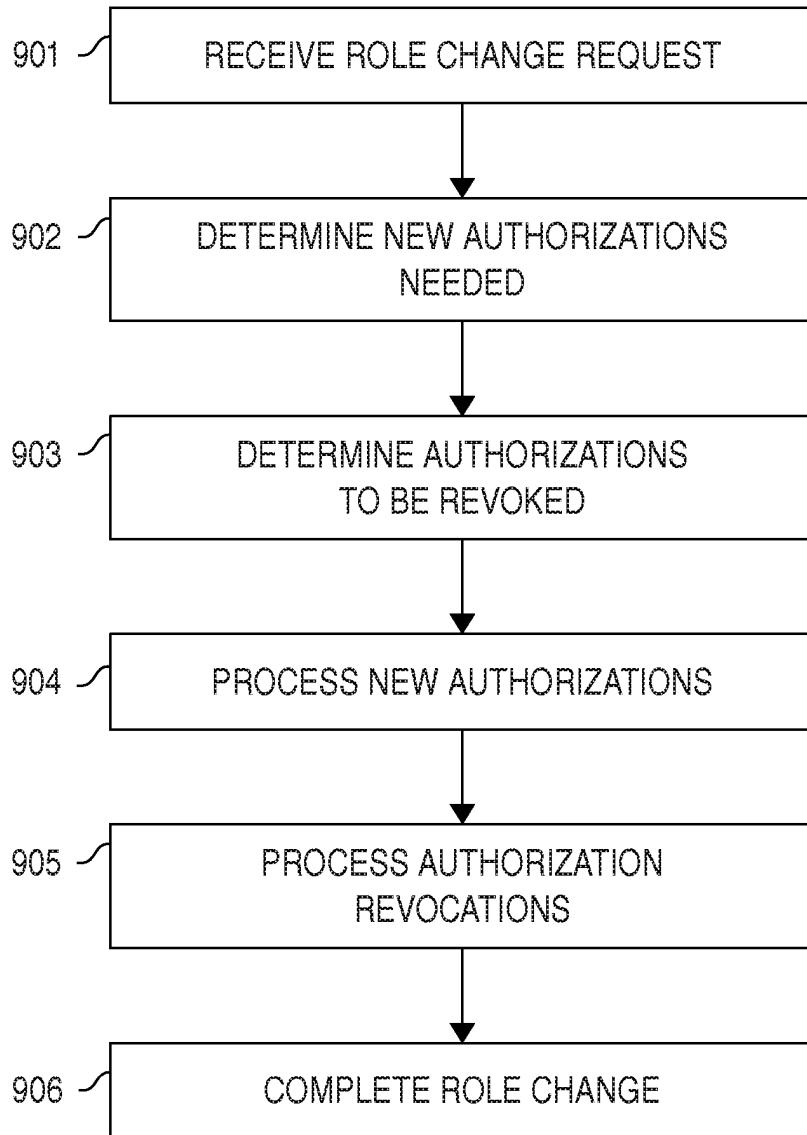 901 RECEIVE ROLE CHANGE REQUEST
902 DETERMINE NEW AUTHORIZATIONS
NEEDED
903 DETERMINE AUTHORIZATIONS
TO BE REVOKED
904 PROCESS NEW AUTHORIZATIONS
905 PROCESS AUTHORIZATION
REVOCATIONS
906 COMPLETE ROLE CHANGE